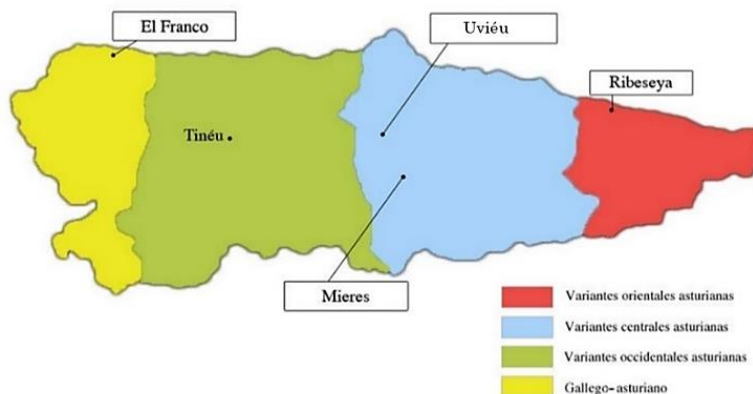 El Franco
Uviéu
Ribeseya
Tinéu
Mieres
Variantes orientales asturianas
Variantes centrales asturianas
Variantes occidentales asturianas
Gallego-asturiano